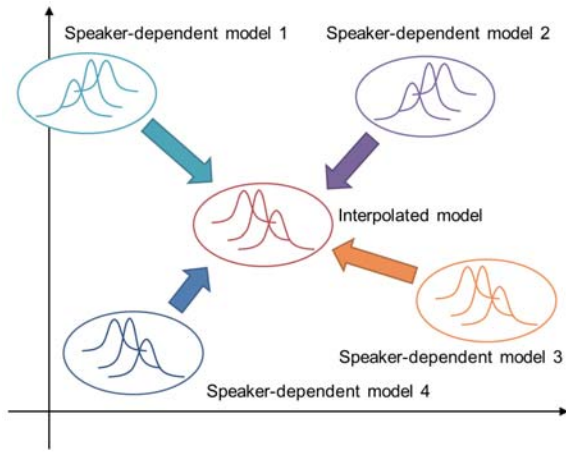 Speaker-dependent model 1
Speaker-dependent model 2
Interpolated model
Speaker-dependent model 3
Speaker-dependent model 4